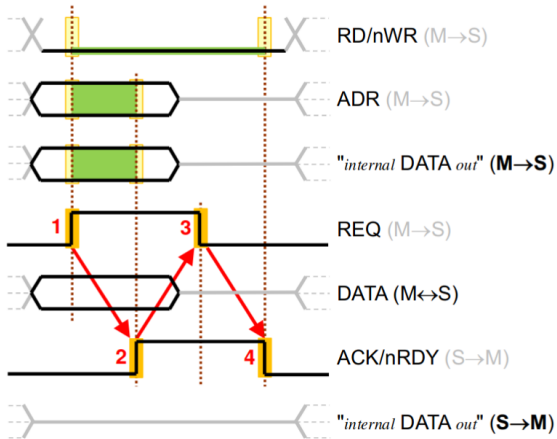 RD/nWR (M→S)
ADR (M→S)
"internal DATA out" (M→S)
1
3
REQ (M→S)
DATA (M↔S)
2
4
ACK/nRDY (S→M)
"internal DATA out" (S→M)